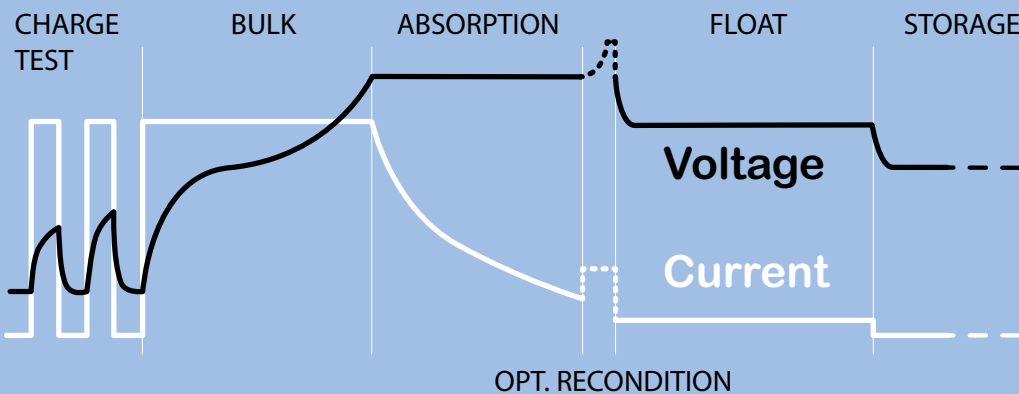 CHARGE
TEST
BULK
ABSORPTION
FLOAT
STORAGE
Voltage
Current
OPT. RECONDITION